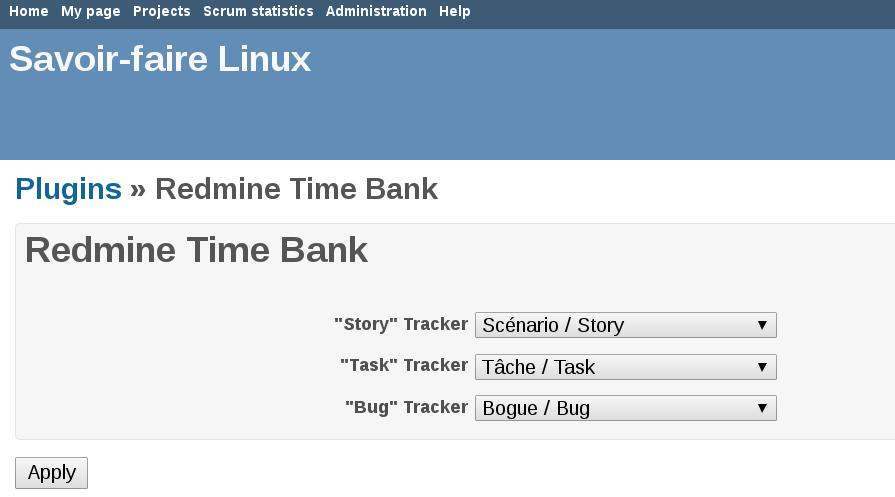 Home My page Projects Scrum statistics Administration Help
Savoir-faire Linux
Plugins » Redmine Time Bank
Redmine Time Bank
"Story" Tracker Scénario / Story
"Task" Tracker Tâche / Task
"Bug" Tracker Bogue / Bug
Apply